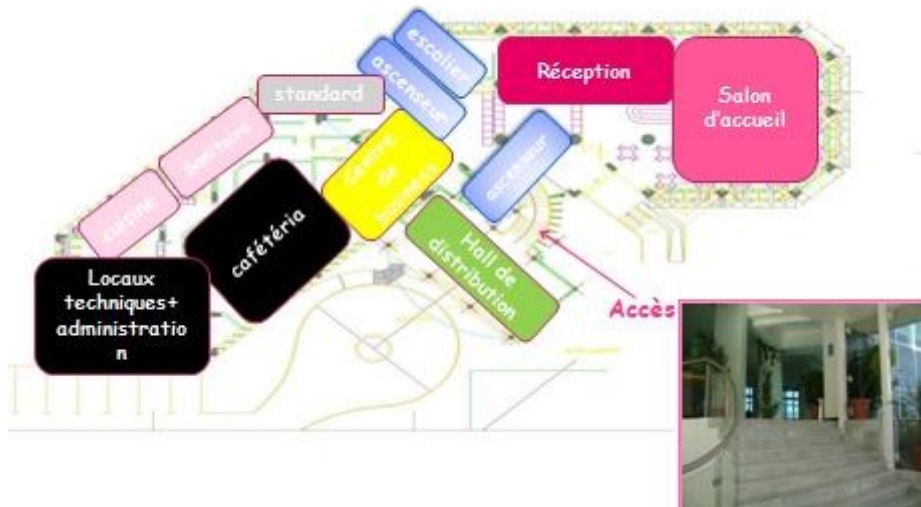 escalier
ascenseur
standard
Sanitaire
cuisine
Réception
Salon
d'accueil
Centre
de
business
ascenseur
cafétéria
Hall de
distribution
Locaux
techniques+
administratio
n
Accès